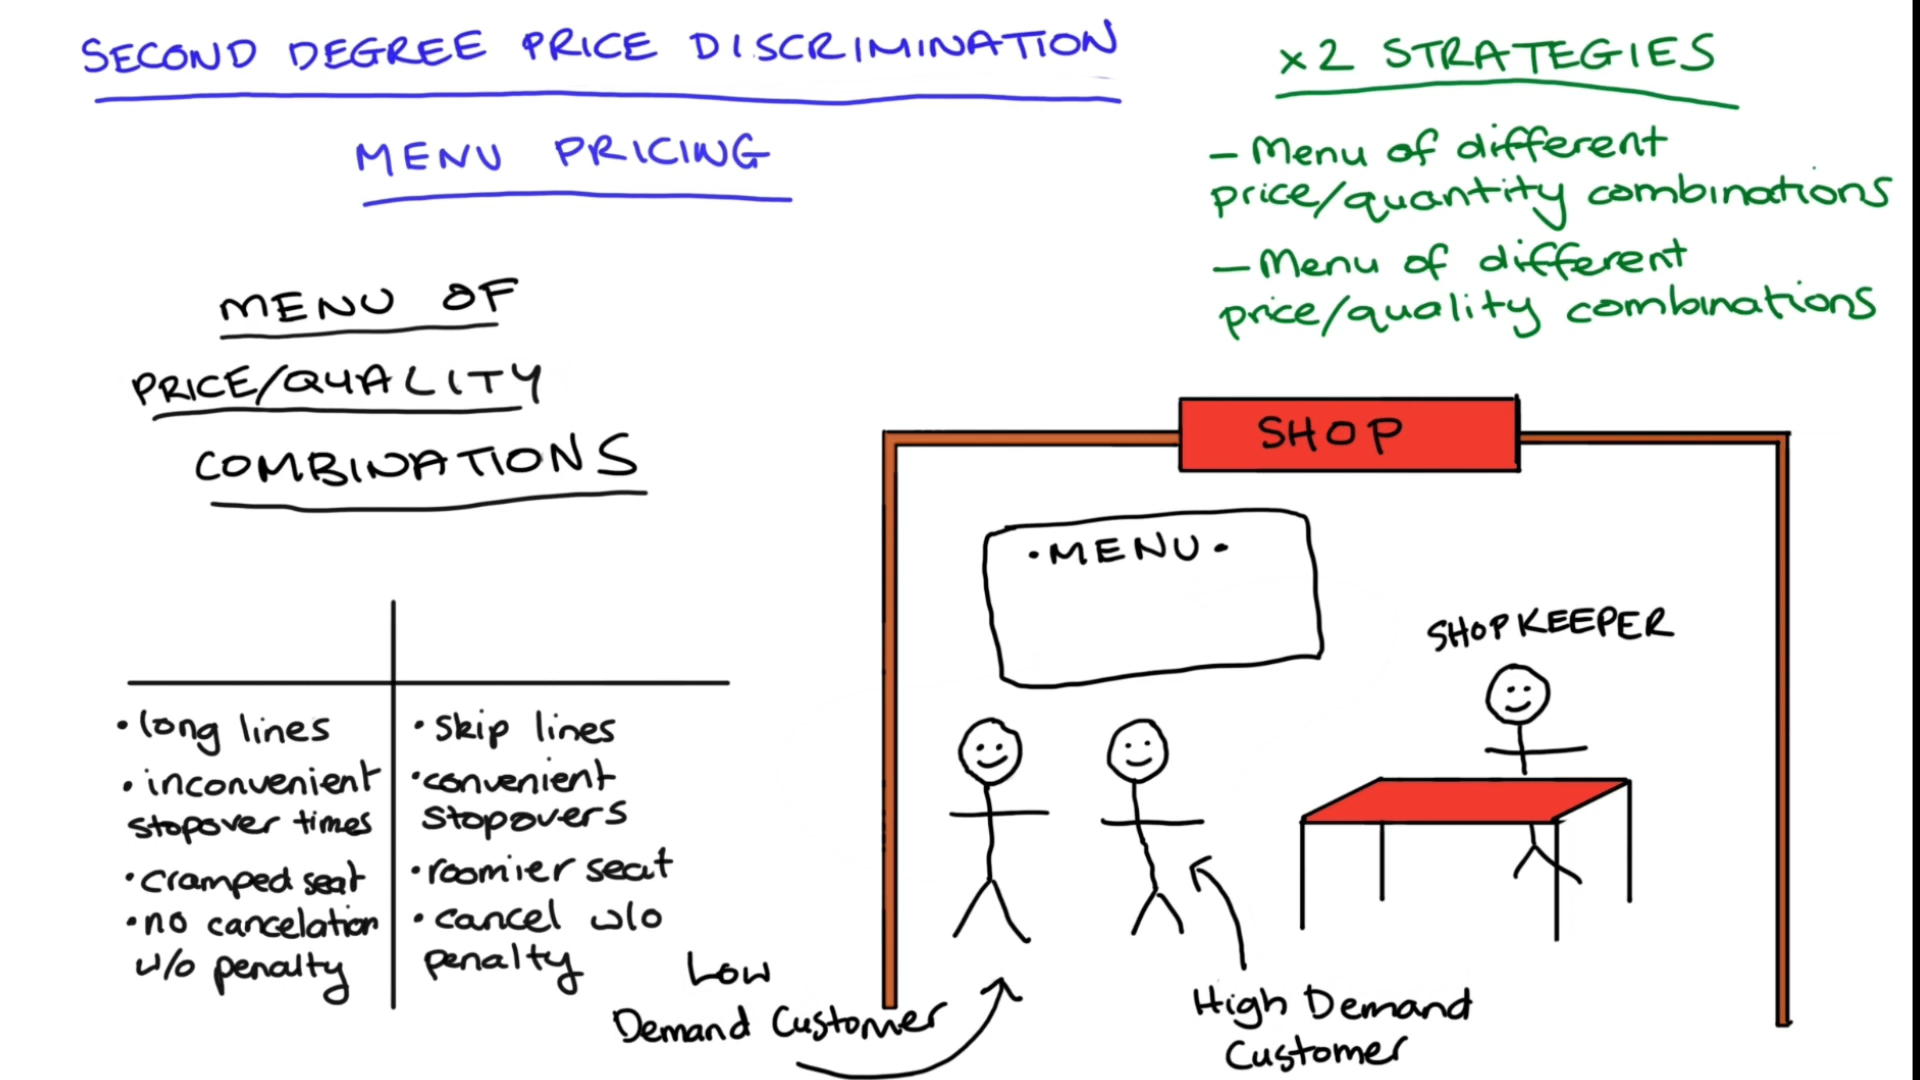 SECOND DEGREE PRICE DISCRIMINATION
MENU PRICING
x2 STRATEGIES
- Menu of different
price/quantity combinations
- Menu of different
price/quality combinations
MENU OF
PRICE/QUALITY
COMBINATIONS
• long lines
• inconvenient
stopover times
• cramped seat
• no cancelation
w/o penalty
• skip lines
• convenient
stopovers
• roomier seat
• cancel w/o
penalty
SHOP
• MENU •
SHOPKEEPER
Low
Demand Customer
High Demand
Customer